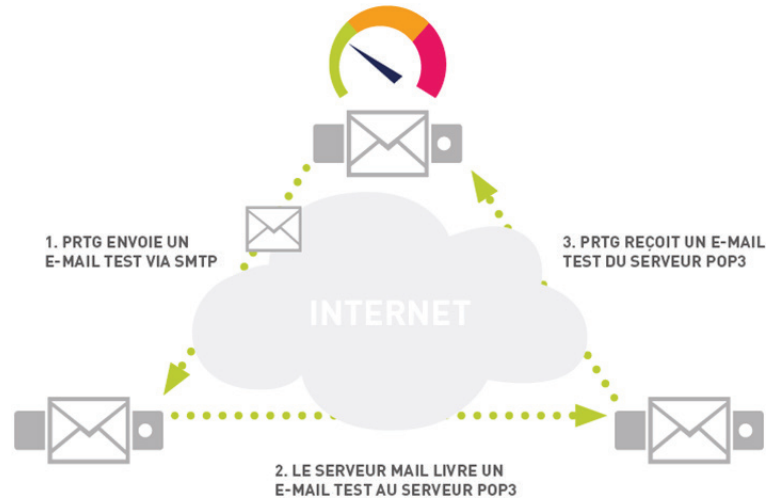 1. PRTG ENVOIE UN
E-MAIL TEST VIA SMTP
3. PRTG REÇOIT UN E-MAIL
TEST DU SERVEUR POP3
INTERNET
2. LE SERVEUR MAIL LIVRE UN
E-MAIL TEST AU SERVEUR POP3